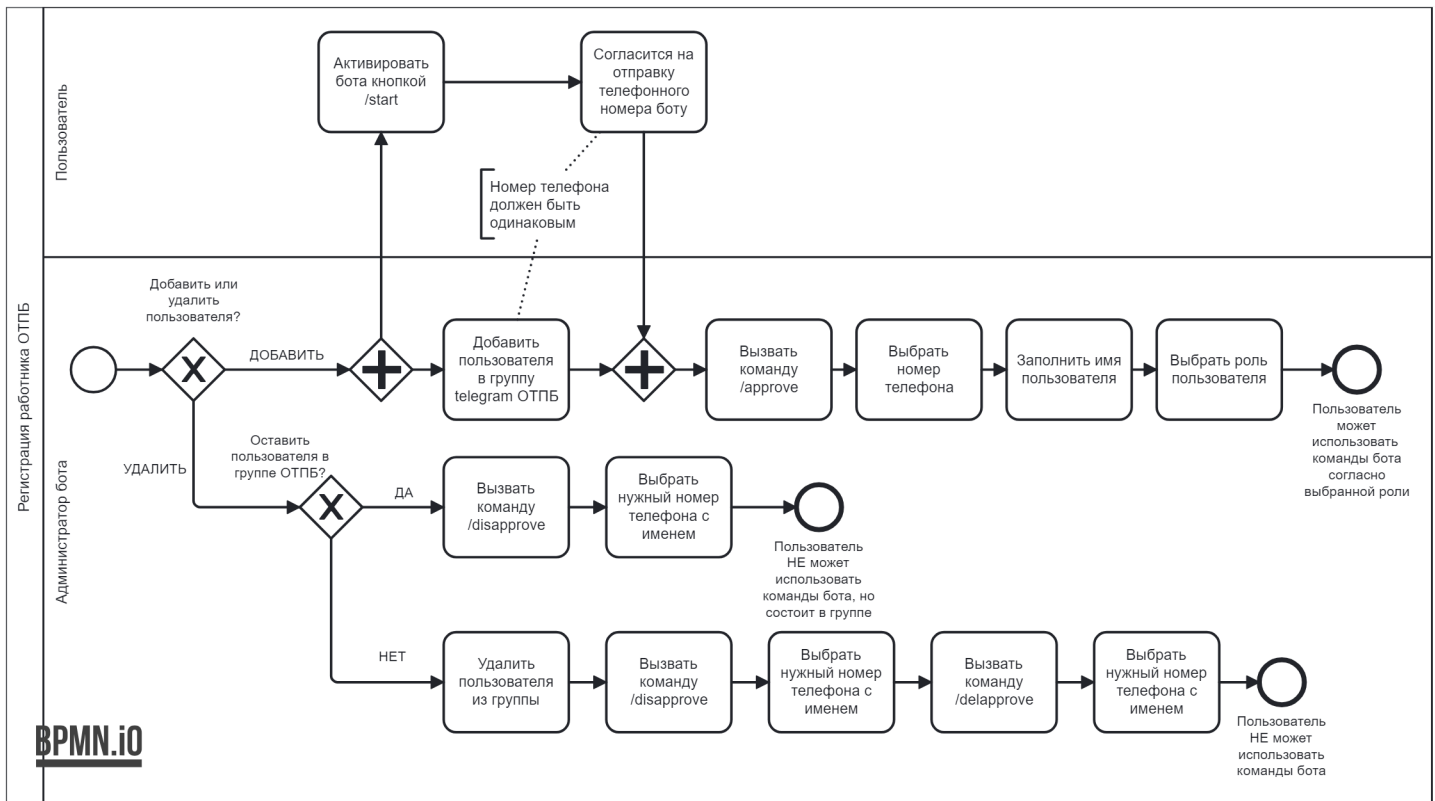 Регистрация работника ОТПБ
Пользователь
Активировать
бота кнопкой
/start
Согласится на
отправку
телефонного
номера боту
Номер телефона
должен быть
одинаковым
Администратор бота
Добавить или
удалить
пользователя?
ДОБАВИТЬ
Добавить
пользователя
в группу
telegram ОТПБ
Вызвать
команду
/approve
Выбрать
номер
телефона
Заполнить имя
пользователя
Выбрать роль
пользователя
Пользователь
может
использовать
команды бота
согласно
выбранной роли
УДАЛИТЬ
Оставить
пользователя в
группе ОТПБ?
ДА
Вызвать
команду
/disapprove
Выбрать
нужный номер
телефона с
именем
Пользователь
НЕ может
использовать
команды бота, но
состоит в группе
НЕТ
Удалить
пользователя
из группы
Вызвать
команду
/disapprove
Выбрать
нужный номер
телефона с
именем
Вызвать
команду
/delapprove
Выбрать
нужный номер
телефона с
именем
Пользователь
НЕ может
использовать
команды бота
BPMN.iO